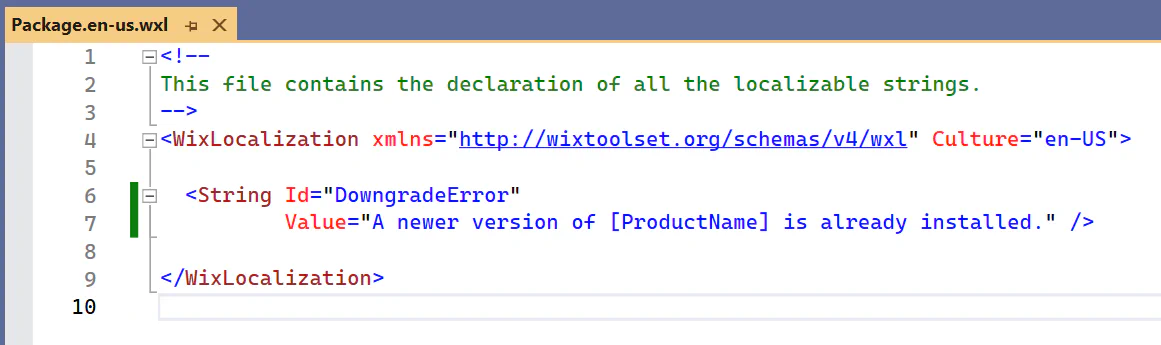 Package.en-us.wxl
1 <!--
2 This file contains the declaration of all the localizable strings.
3 -->
4 <WixLocalization xmlns="http://wixtoolset.org/schemas/v4/wxl" Culture="en-US">
5
6 <String Id="DowngradeError"
7 Value="A newer version of [ProductName] is already installed." />
8
9 </WixLocalization>
10